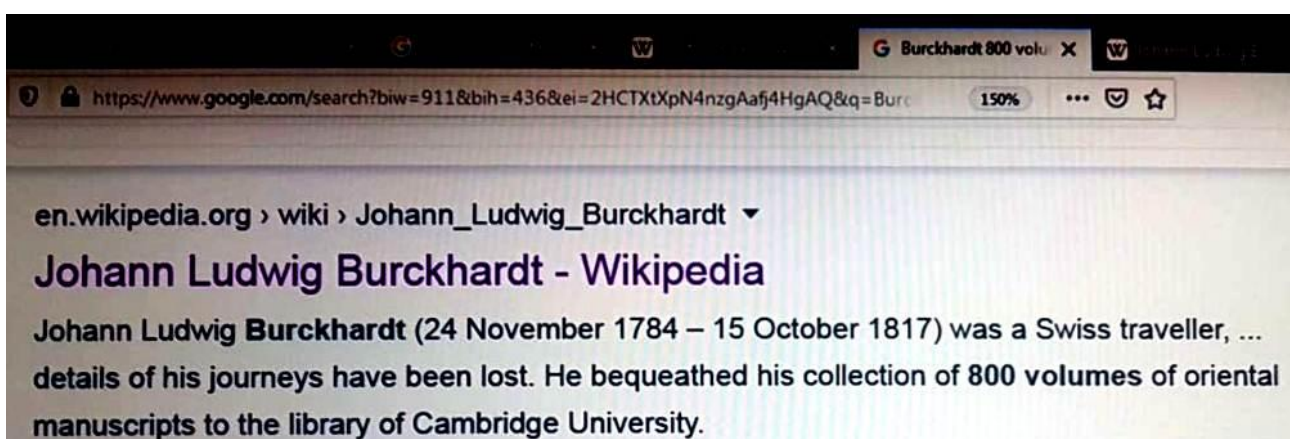 G Burckhardt 800 volu X
https://www.google.com/search?biw=911&bih=436&ei=2HCTXtXpN4nzgAafj4HgAQ&q=Burc 150% •••
en.wikipedia.org › wiki › Johann_Ludwig_Burckhardt
Johann Ludwig Burckhardt - Wikipedia
Johann Ludwig Burckhardt (24 November 1784 – 15 October 1817) was a Swiss traveller, ...
details of his journeys have been lost. He bequeathed his collection of 800 volumes of oriental
manuscripts to the library of Cambridge University.